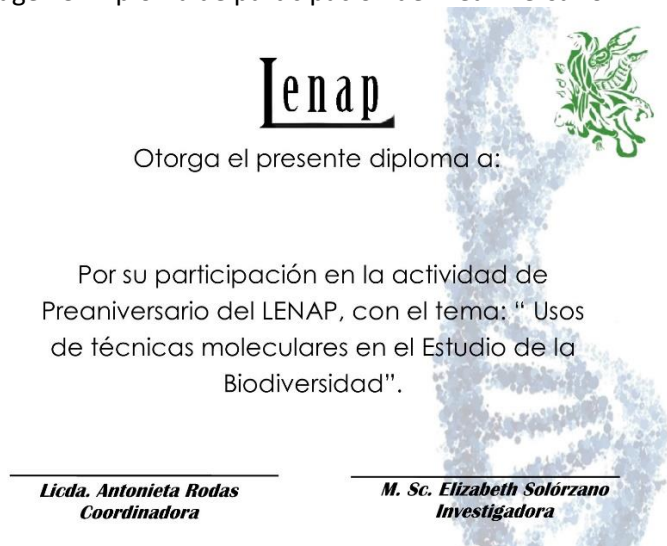 Lenap
Otorga el presente diploma a:
Por su participación en la actividad de
Preaniversario del LENAP, con el tema: “ Usos
de técnicas moleculares en el Estudio de la
Biodiversidad”.
Licda. Antonieta Rodas
Coordinadora
M. Sc. Elizabeth Solórzano
Investigadora